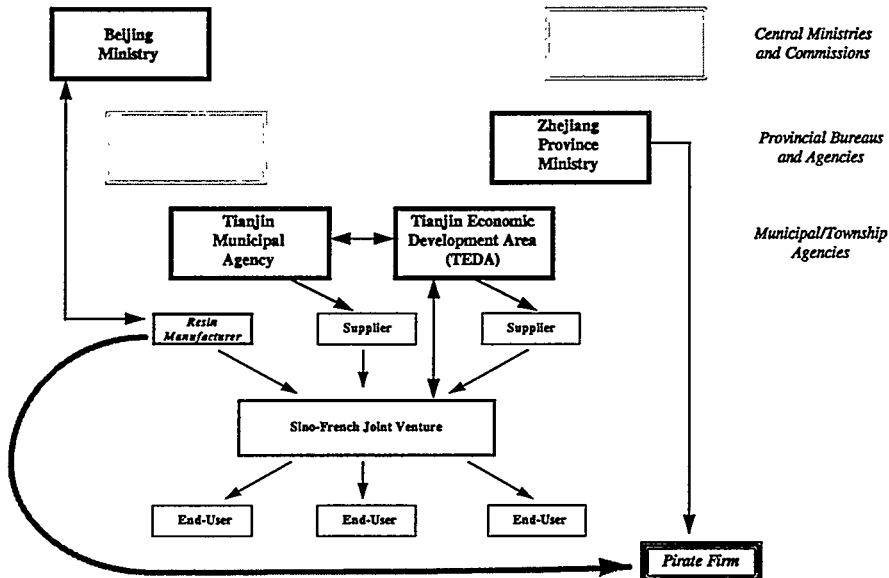 Beijing
Ministry
Central Ministries
and Commissions
Zhejiang
Province
Ministry
Provincial Bureaus
and Agencies
Tianjin
Municipal
Agency
Tianjin Economic
Development Area
(TEDA)
Municipal/Township
Agencies
Resin
Manufacturer
Supplier
Supplier
Sino-French Joint Venture
End-User
End-User
End-User
Pirate Firm